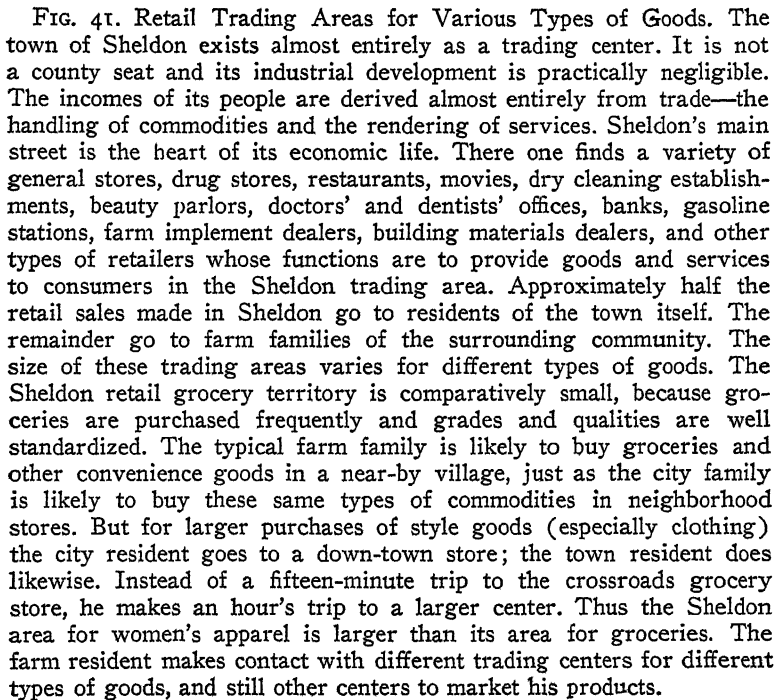 FIG. 41. Retail Trading Areas for Various Types of Goods. The
town of Sheldon exists almost entirely as a trading center. It is not
a county seat and its industrial development is practically negligible.
The incomes of its people are derived almost entirely from trade—the
handling of commodities and the rendering of services. Sheldon's main
street is the heart of its economic life. There one finds a variety of
general stores, drug stores, restaurants, movies, dry cleaning establish-
ments, beauty parlors, doctors' and dentists' offices, banks, gasoline
stations, farm implement dealers, building materials dealers, and other
types of retailers whose functions are to provide goods and services
to consumers in the Sheldon trading area. Approximately half the
retail sales made in Sheldon go to residents of the town itself. The
remainder go to farm families of the surrounding community. The
size of these trading areas varies for different types of goods. The
Sheldon retail grocery territory is comparatively small, because gro-
ceries are purchased frequently and grades and qualities are well
standardized. The typical farm family is likely to buy groceries and
other convenience goods in a near-by village, just as the city family
is likely to buy these same types of commodities in neighborhood
stores. But for larger purchases of style goods (especially clothing)
the city resident goes to a down-town store; the town resident does
likewise. Instead of a fifteen-minute trip to the crossroads grocery
store, he makes an hour's trip to a larger center. Thus the Sheldon
area for women's apparel is larger than its area for groceries. The
farm resident makes contact with different trading centers for different
types of goods, and still other centers to market his products.